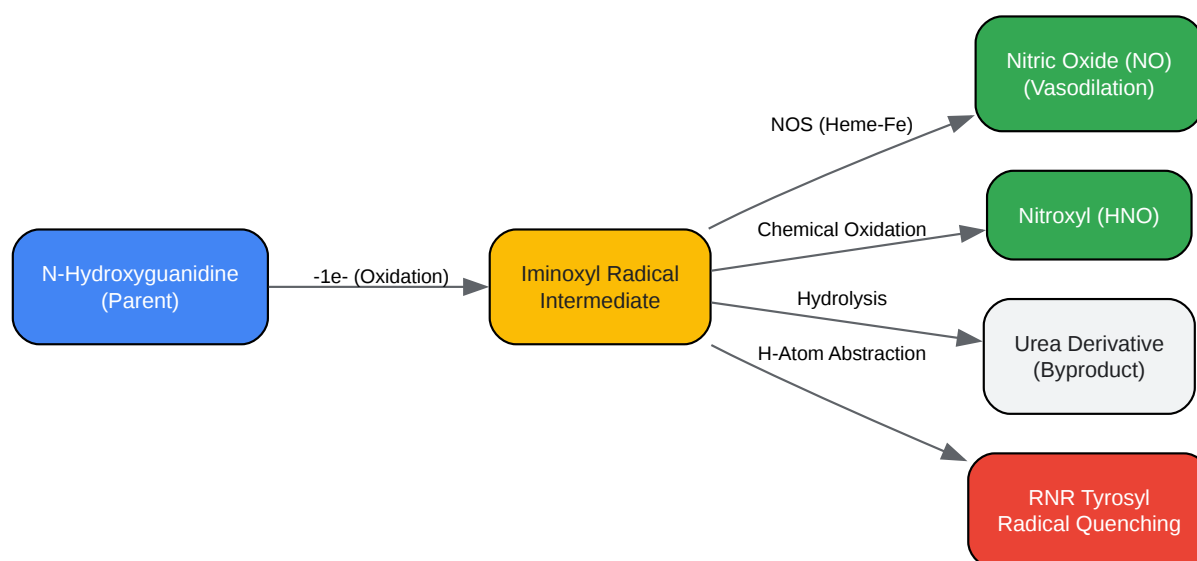 N-Hydroxyguanidine
(Parent)
-1e- (Oxidation)
Iminoxyl Radical
Intermediate
NOS (Heme-Fe)
Chemical Oxidation
Hydrolysis
H-Atom Abstraction
Nitric Oxide (NO)
(Vasodilation)
Nitroxyl (HNO)
Urea Derivative
(Byproduct)
RNR Tyrosyl
Radical Quenching